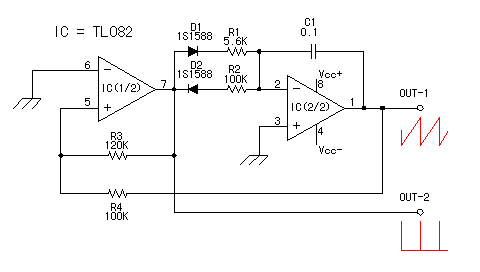 IC = TL082
D1
1S1588
R1
5.6K
C1
0.1
D2
1S1588
R2
100K
6
−
IC(1/2)
7
5
+
2
−
Vcc+
8
IC(2/2)
1
OUT-1
3
+
4
Vcc−
R3
120K
R4
100K
OUT-2